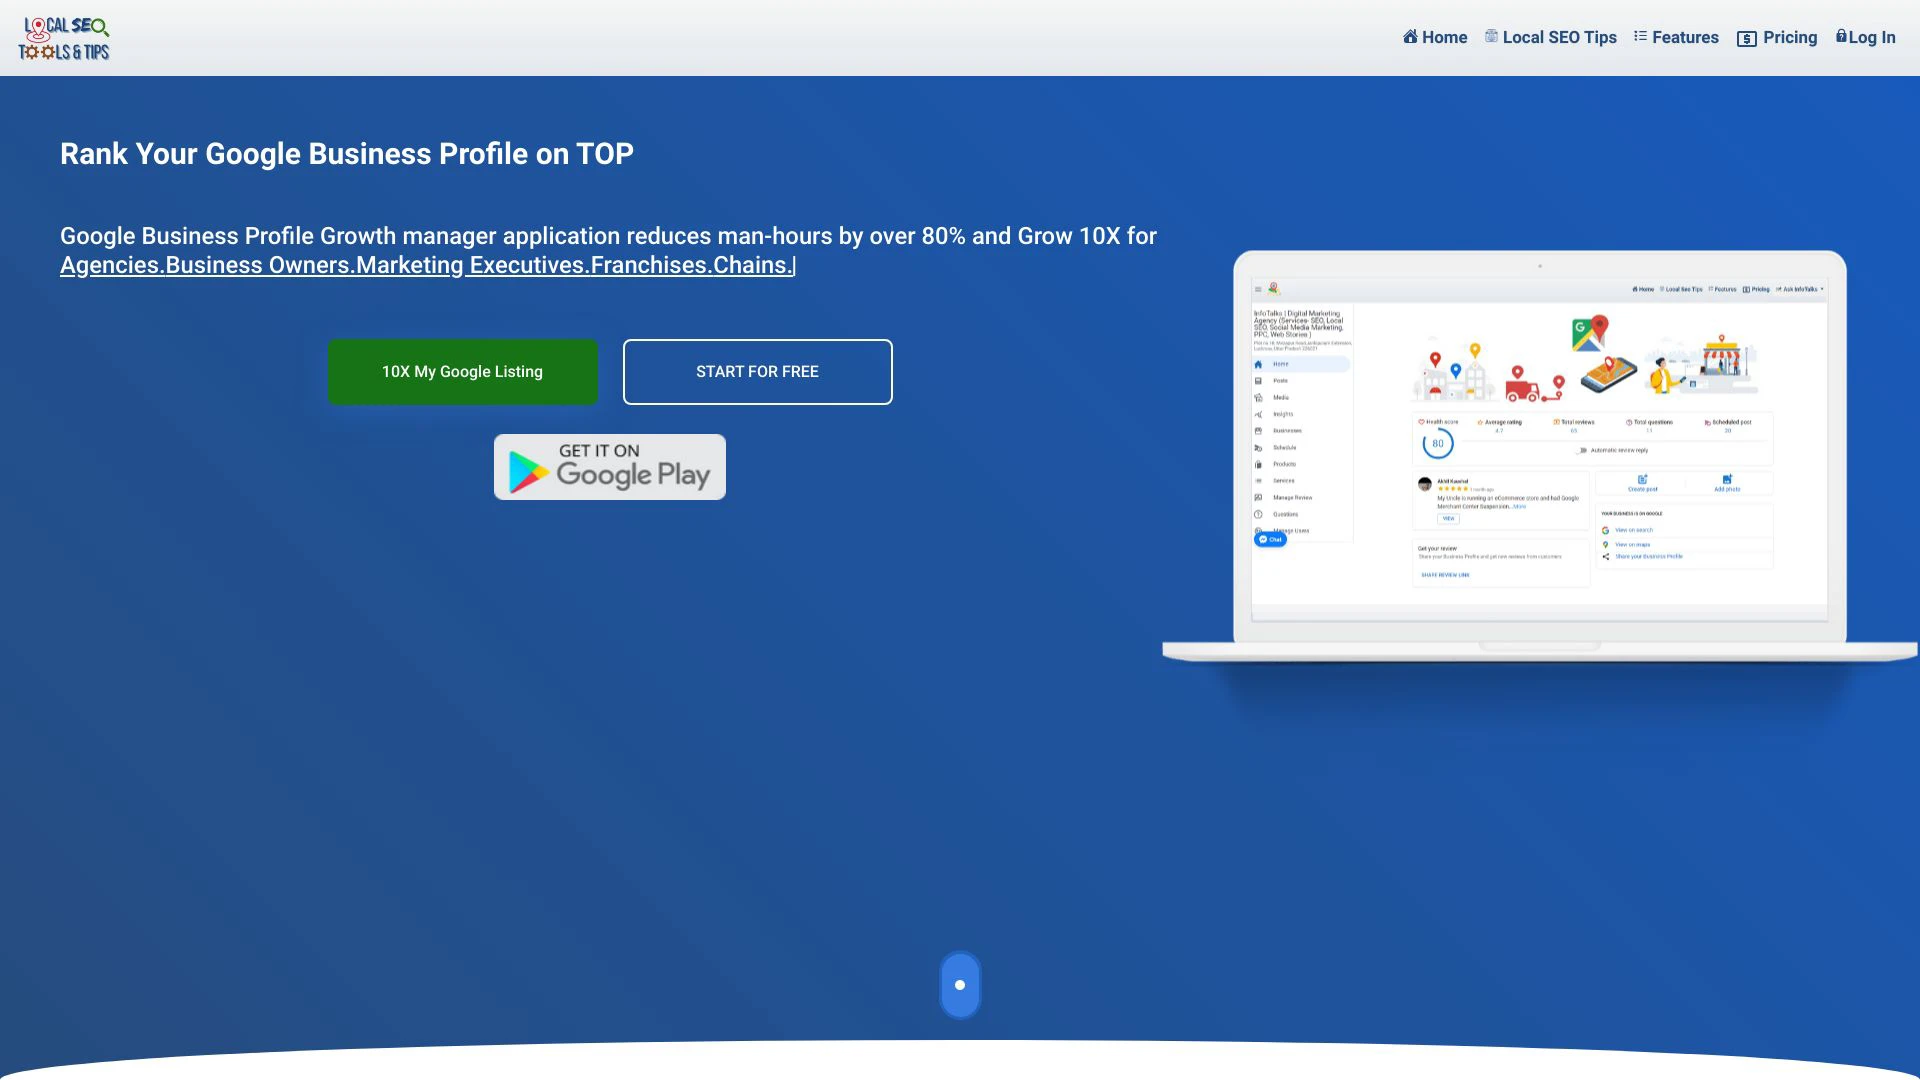 LOCAL SEO
TOOLS & TIPS
Home
Local SEO Tips
Features
Pricing
Log In
Rank Your Google Business Profile on TOP
Google Business Profile Growth manager application reduces man-hours by over 80% and Grow 10X for
Agencies.Business Owners.Marketing Executives.Franchises.Chains.|
10X My Google Listing
START FOR FREE
GET IT ON
Google Play
Home
Local Seo Tips
Features
Pricing
Ask InfoTalks
InfoTalks | Digital Marketing
Agency (Services- SEO, Local
SEO, Social Media Marketing,
PPC, Web Stories )
Home
Posts
Media
Insights
Businesses
Schedule
Products
Services
Manage Review
Questions
Manage Users
Chat
Health score
80
Average rating
4.7
Total reviews
65
Total questions
11
Scheduled post
20
Automatic review reply
Akhil Kaushal
My Uncle is running an eCommerce store and had Google
Merchant Center Suspension...More
VIEW
Create post
Add photo
YOUR BUSINESS IS ON GOOGLE
View on search
View on maps
Share your Business Profile
Get your review
Share your Business Profile and get new reviews from customers
SHARE REVIEW LINK